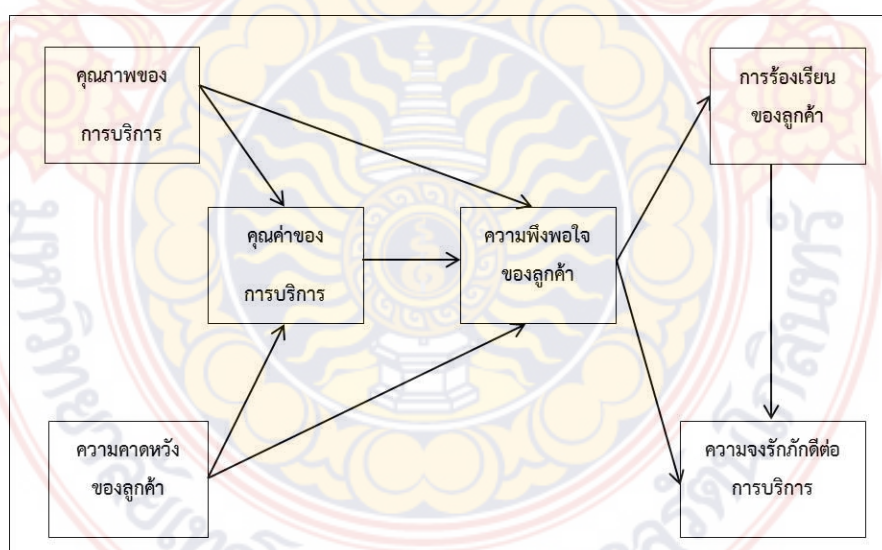 คุณภาพของ
การบริการ
การร้องเรียน
ของลูกค้า
คุณค่าของ
การบริการ
ความพึงพอใจ
ของลูกค้า
ความคาดหวัง
ของลูกค้า
ความจงรักภักดีต่อ
การบริการ